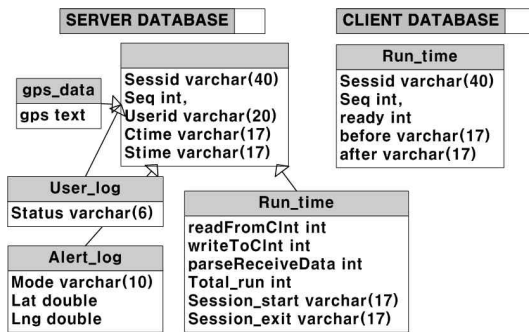 SERVER DATABASE
CLIENT DATABASE
Sessid varchar(40)
Seq int,
Userid varchar(20)
Ctime varchar(17)
Stime varchar(17)
gps_data
gps text
User_log
Status varchar(6)
Alert_log
Mode varchar(10)
Lat double
Lng double
Run_time
readFromClnt int
writeToClnt int
parseReceiveData int
Total_run int
Session_start varchar(17)
Session_exit varchar(17)
Run_time
Sessid varchar(40)
Seq int,
ready int
before varchar(17)
after varchar(17)